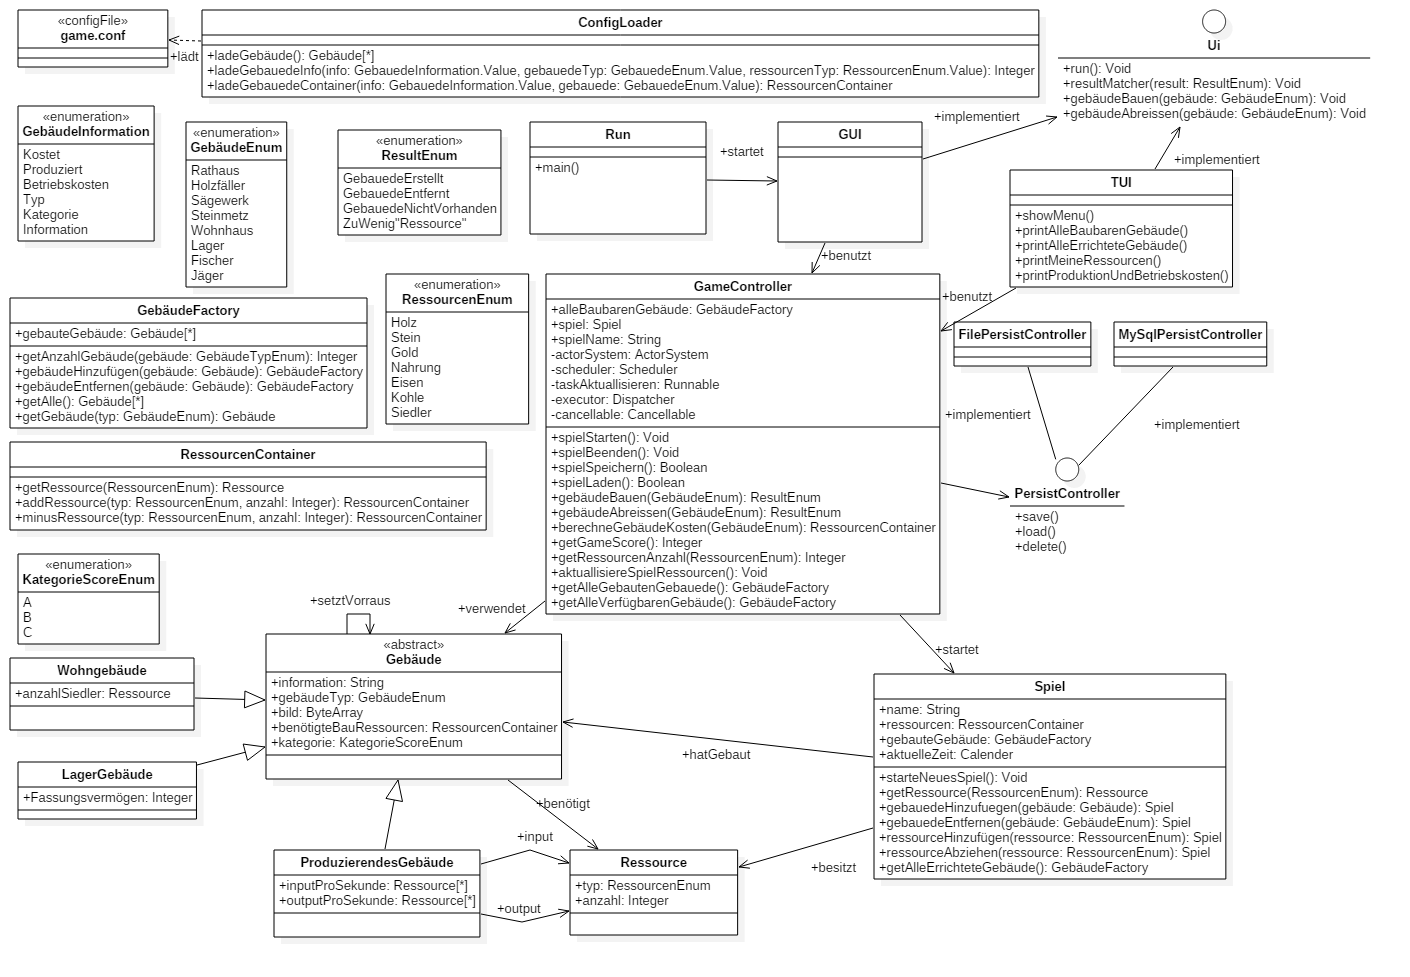 «configFile»
game.conf
+lädt
ConfigLoader
+ladeGebäude(): Gebäude[*]
+ladeGebauedeInfo(info: GebauedeInformation.Value, gebauedeTyp: GebauedeEnum.Value, ressourcenTyp: RessourcenEnum.Value): Integer
+ladeGebauedeContainer(info: GebauedeInformation.Value, gebauede: GebauedeEnum.Value): RessourcenContainer
Ui
+run(): Void
+resultMatcher(result: ResultEnum): Void
+gebäudeBauen(gebäude: GebäudeEnum): Void
+gebäudeAbreissen(gebäude: GebäudeEnum): Void
«enumeration»
GebäudeInformation
Kostet
Produziert
Betriebskosten
Typ
Kategorie
Information
«enumeration»
GebäudeEnum
Rathaus
Holzfäller
Sägewerk
Steinmetz
Wohnhaus
Lager
Fischer
Jäger
«enumeration»
ResultEnum
GebaeudeErstellt
GebaeudeEntfernt
GebaeudeNichtVorhanden
ZuWenig"Ressource"
Run
+main()
+startet
GUI
+implementiert
+implementiert
TUI
+showMenu()
+printAlleBaubarenGebäude()
+printAlleErrichteteGebäude()
+printMeineRessourcen()
+printProduktionUndBetriebskosten()
+benutzt
+benutzt
GebäudeFactory
+gebauteGebäude: Gebäude[*]
+getAnzahlGebäude(gebäude: GebäudeTypEnum): Integer
+gebäudeHinzufügen(gebäude: Gebäude): GebäudeFactory
+gebäudeEntfernen(gebäude: Gebäude): GebäudeFactory
+getAlle(): Gebäude[*]
+getGebäude(typ: GebäudeEnum): Gebäude
«enumeration»
RessourcenEnum
Holz
Stein
Gold
Nahrung
Eisen
Kohle
Siedler
GameController
+alleBaubarenGebäude: GebäudeFactory
+spiel: Spiel
+spielName: String
-actorSystem: ActorSystem
-scheduler: Scheduler
-taskAktuallisieren: Runnable
-executor: Dispatcher
-cancellable: Cancellable
+spielStarten(): Void
+spielBeenden(): Void
+spielSpeichern(): Boolean
+spielLaden(): Boolean
+gebäudeBauen(GebäudeEnum): ResultEnum
+gebäudeAbreissen(GebäudeEnum): ResultEnum
+berechneGebäudeKosten(GebäudeEnum): RessourcenContainer
+getGameScore(): Integer
+getRessourcenAnzahl(RessourcenEnum): Integer
+aktuallisiereSpielRessourcen(): Void
+getAlleGebautenGebauede(): GebäudeFactory
+getAlleVerfügbarenGebäude(): GebäudeFactory
FilePersistController
MySqlPersistController
+implementiert
+implementiert
PersistController
+save()
+load()
+delete()
RessourcenContainer
+getRessource(RessourcenEnum): Ressource
+addRessource(typ: RessourcenEnum, anzahl: Integer): RessourcenContainer
+minusRessource(typ: RessourcenEnum, anzahl: Integer): RessourcenContainer
«enumeration»
KategorieScoreEnum
A
B
C
+setztVorraus
+verwendet
+startet
Wohngebäude
+anzahlSiedler: Ressource
«abstract»
Gebäude
+information: String
+gebäudeTyp: GebäudeEnum
+bild: ByteArray
+benötigteBauRessourcen: RessourcenContainer
+kategorie: KategorieScoreEnum
LagerGebäude
+Fassungsvermögen: Integer
+hatGebaut
Spiel
+name: String
+ressourcen: RessourcenContainer
+gebauteGebäude: GebäudeFactory
+aktuelleZeit: Calender
+starteNeuesSpiel(): Void
+getRessource(RessourcenEnum): Ressource
+gebauedeHinzufuegen(gebäude: Gebäude): Spiel
+gebauedeEntfernen(gebäude: GebäudeEnum): Spiel
+ressourceHinzufügen(ressource: RessourcenEnum): Spiel
+ressourceAbziehen(ressource: RessourcenEnum): Spiel
+getAlleErrichteteGebäude(): GebäudeFactory
+benötigt
+input
+output
+besitzt
ProduzierendesGebäude
+inputProSekunde: Ressource[*]
+outputProSekunde: Ressource[*]
Ressource
+typ: RessourcenEnum
+anzahl: Integer